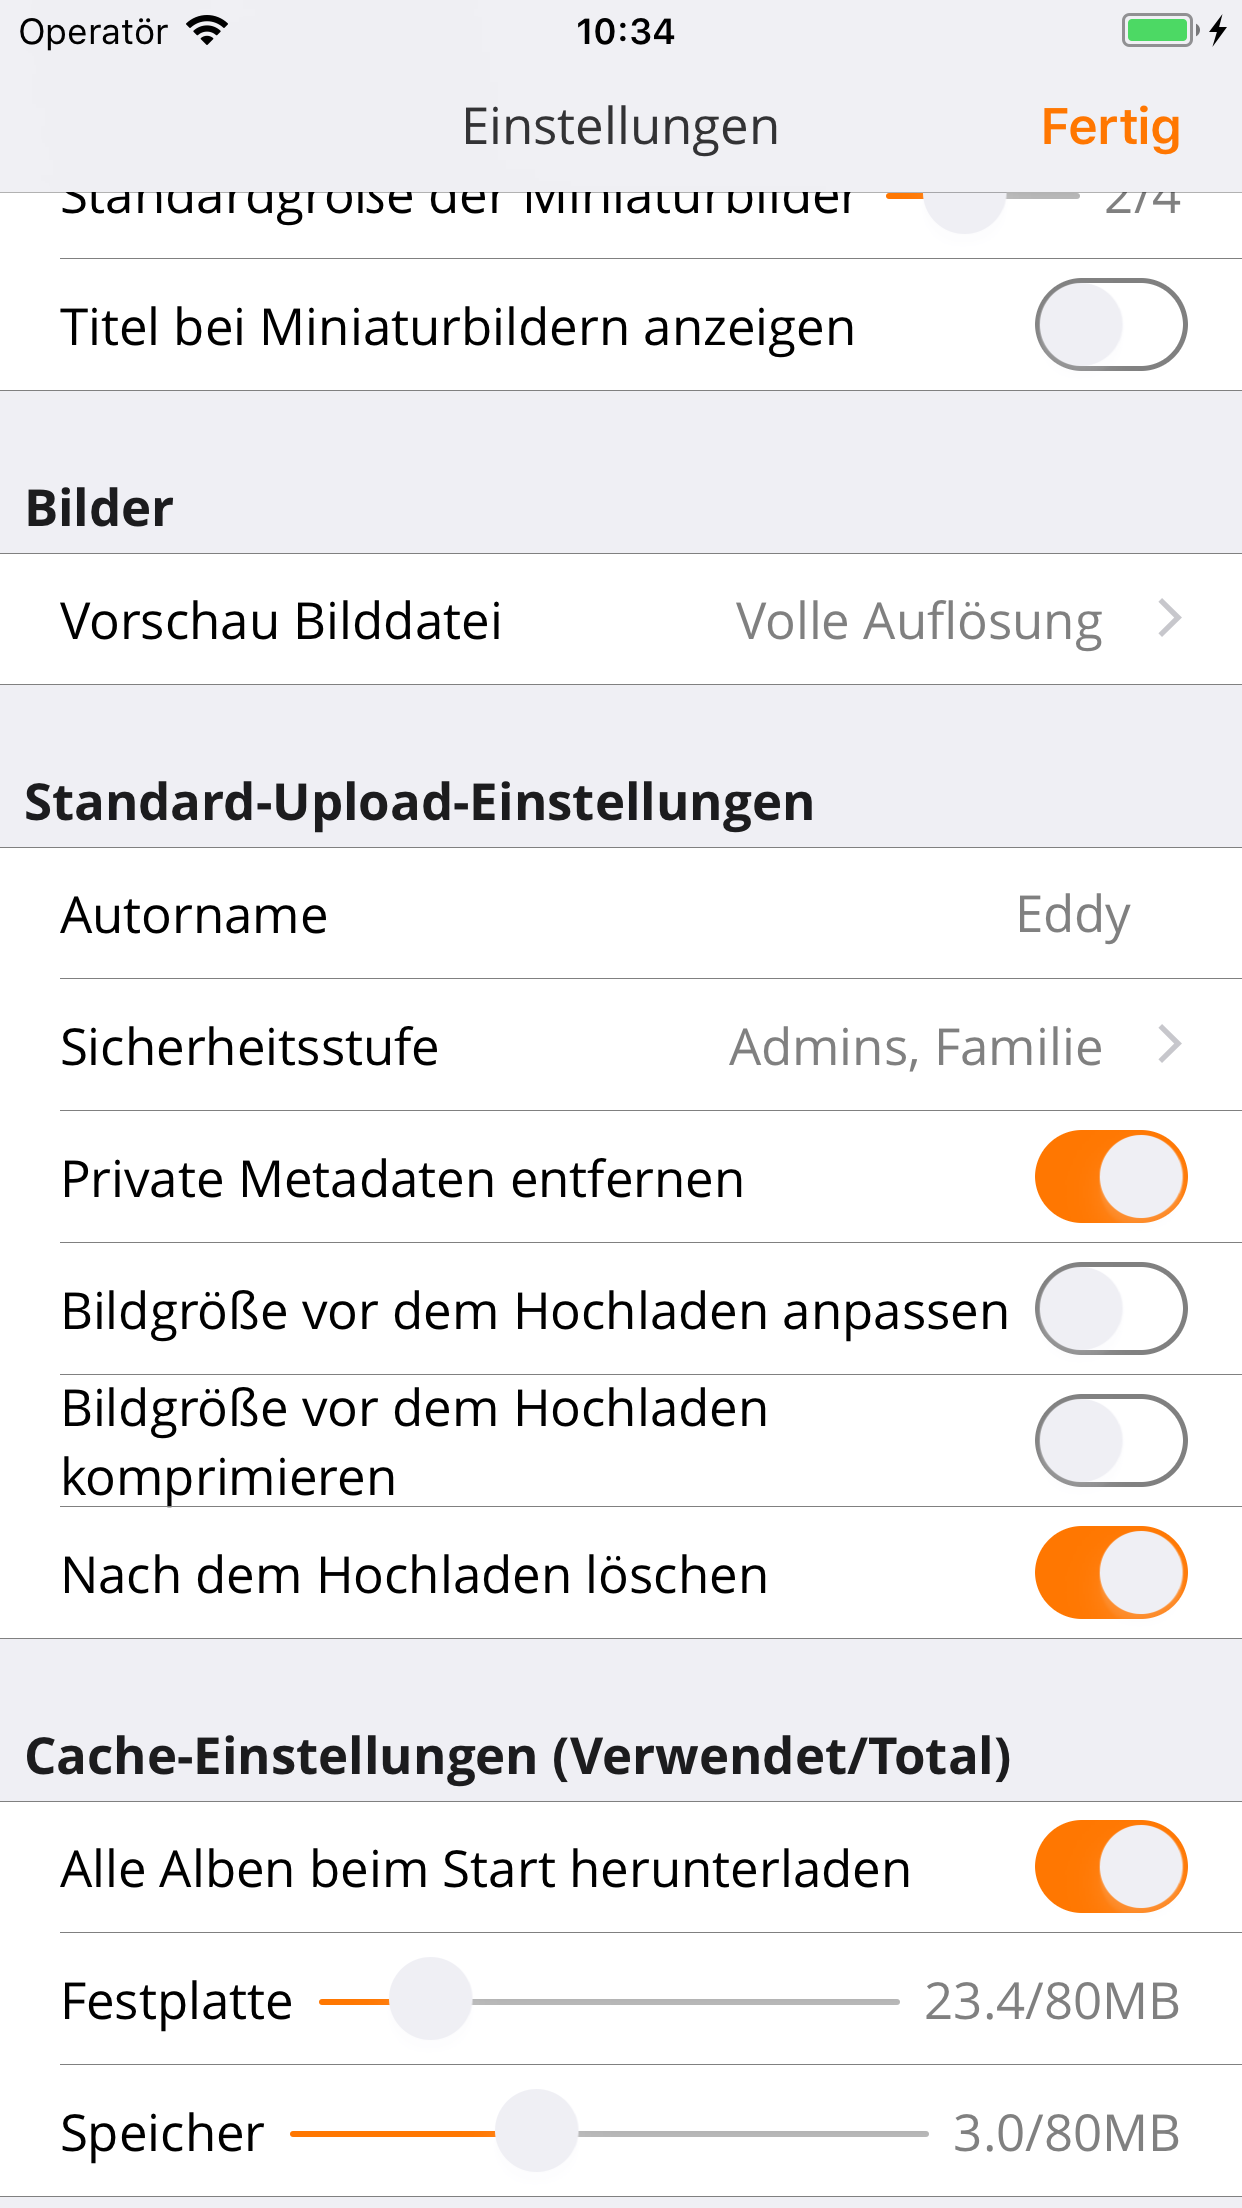 Operatör 10:34
Einstellungen Fertig
Standardgröße der Miniaturbilder 2/4
Titel bei Miniaturbildern anzeigen
Bilder
Vorschau Bilddatei Volle Auflösung
Standard-Upload-Einstellungen
Autorname Eddy
Sicherheitsstufe Admins, Familie
Private Metadaten entfernen
Bildgröße vor dem Hochladen anpassen
Bildgröße vor dem Hochladen
komprimieren
Nach dem Hochladen löschen
Cache-Einstellungen (Verwendet/Total)
Alle Alben beim Start herunterladen
Festplatte 23.4/80MB
Speicher 3.0/80MB